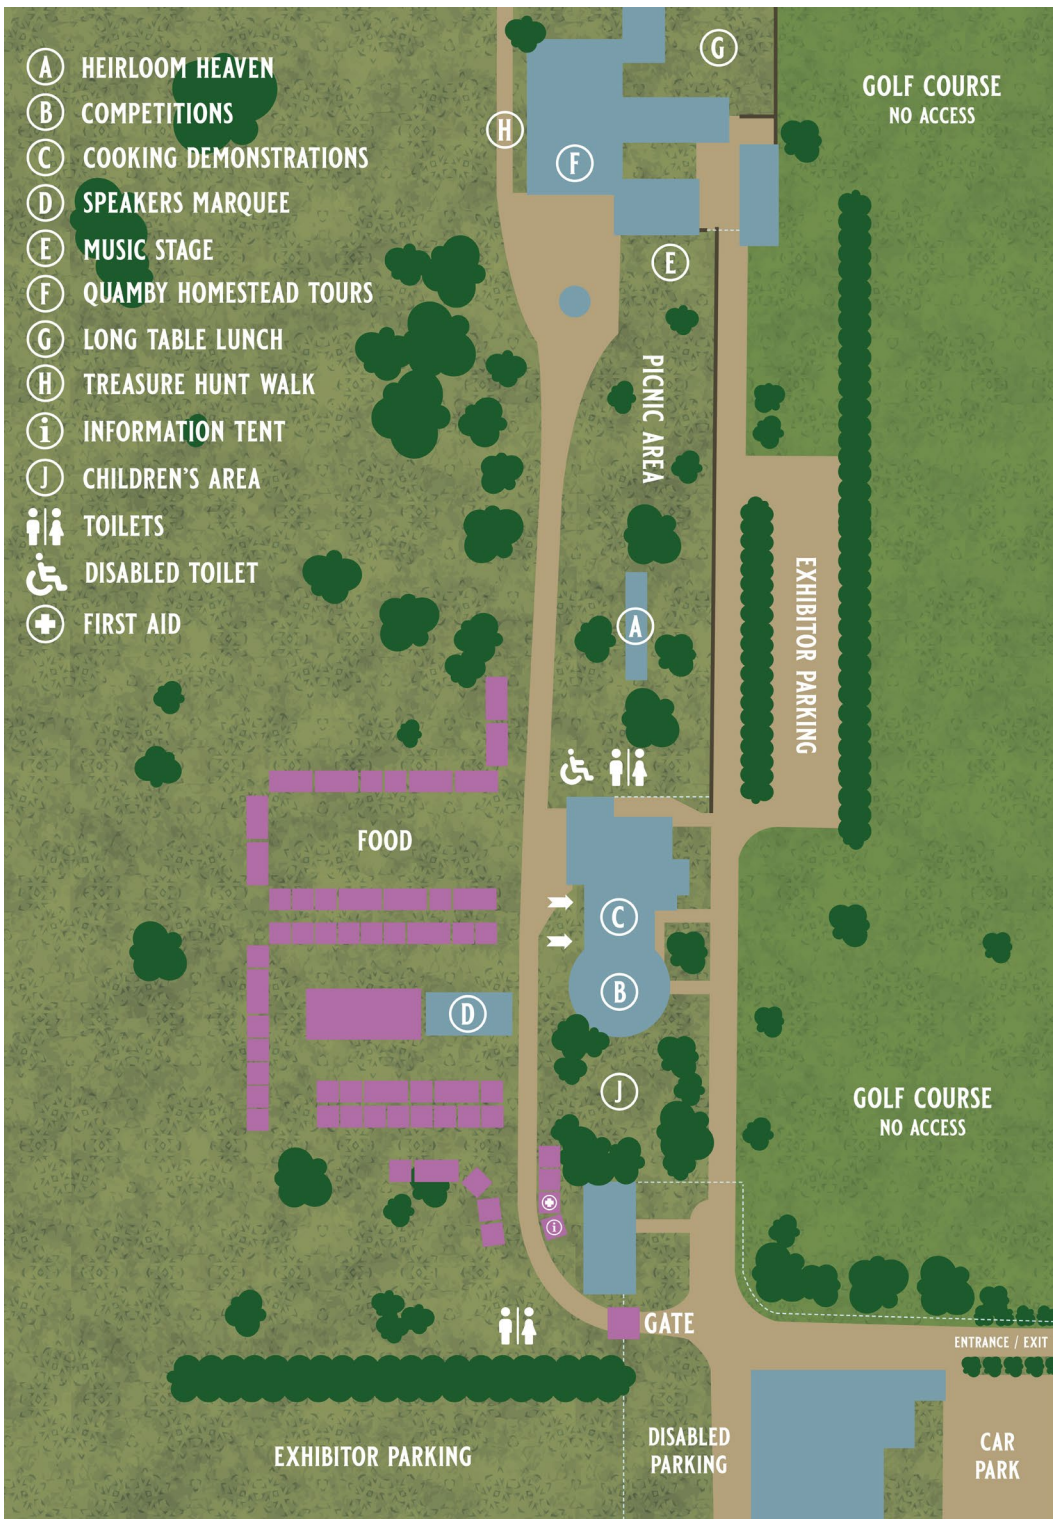 A HEIRLOOM HEAVEN
B COMPETITIONS
C COOKING DEMONSTRATIONS
D SPEAKERS MARQUEE
E MUSIC STAGE
F QUAMBY HOMESTEAD TOURS
G LONG TABLE LUNCH
H TREASURE HUNT WALK
i INFORMATION TENT
J CHILDREN'S AREA
TOILETS
DISABLED TOILET
FIRST AID
G
GOLF COURSE
NO ACCESS
H
F
E
PICNIC AREA
A
EXHIBITOR PARKING
FOOD
C
B
D
J
GOLF COURSE
NO ACCESS
i
GATE
ENTRANCE / EXIT
EXHIBITOR PARKING
DISABLED
PARKING
CAR
PARK